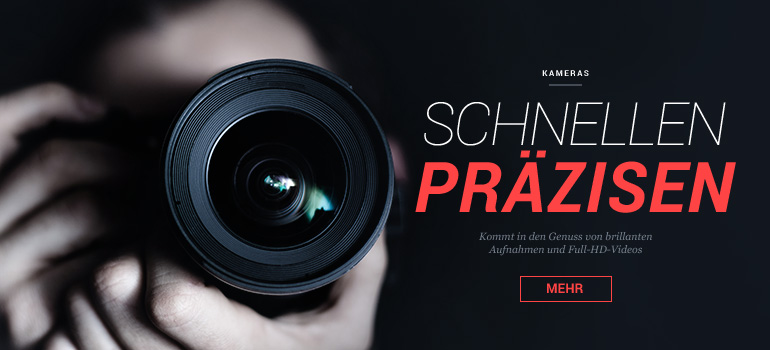 KAMERAS
SCHNELLEN
PRÄZISEN
Kommt in den Genuss von brillanten
Aufnahmen und Full-HD-Videos
MEHR